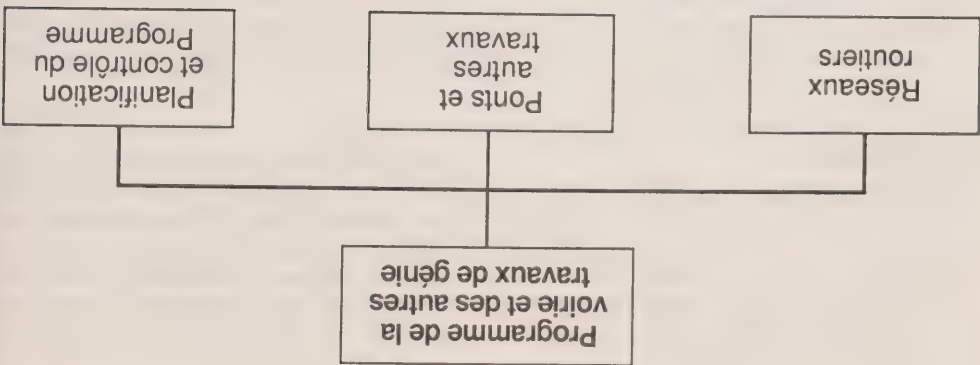 Programme de la
voirie et des autres
travaux de génie
Réseaux
routiers
Ponts et
autres
travaux
Planification
et contrôle du
Programme